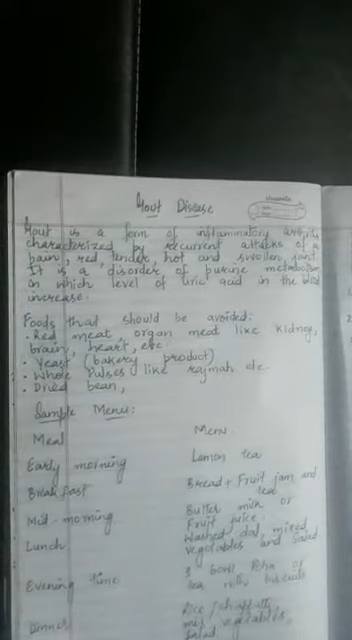 Gout Disease
Gout is a form of inflammatory arthritis
characterized by recurrent attacks of a
pain, red, tender, hot and swollen joint.
It is a disorder of purine metabolism
in which level of uric acid in the blood
increase.
Foods that should be avoided:
• Red meat, organ meat like kidney,
brain, heart, etc.
• Yeast (bakery product)
• Whole Pulses like rajmah etc.
• Dried bean,
Sample Menu:
Meal Menu
Early morning Lemon tea
Breakfast Bread + Fruit jam and
tea
Mid-morning Butter milk or
Fruit juice
Lunch Washed dal, mixed
vegetables and salad
Evening time bowl Poha or
tea with biscuits
Dinner Rice / chapatti,
mix vegetables,
salad